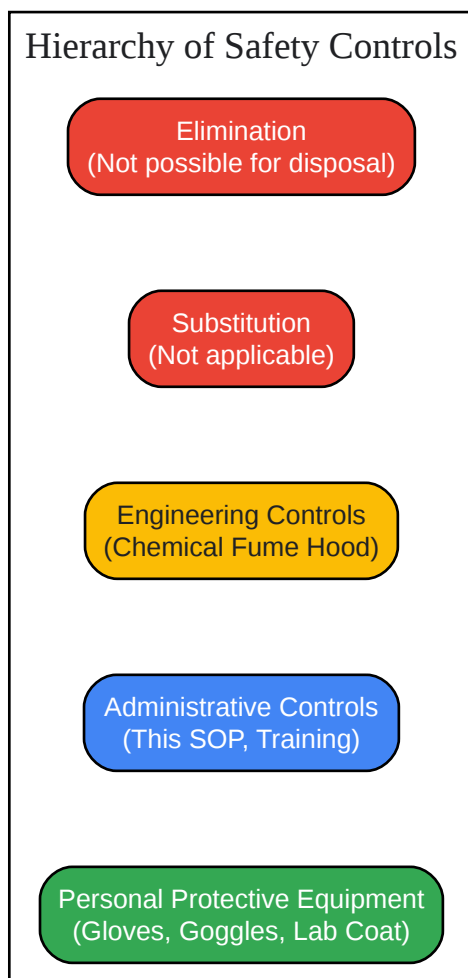 Hierarchy of Safety Controls
Elimination
(Not possible for disposal)
Substitution
(Not applicable)
Engineering Controls
(Chemical Fume Hood)
Administrative Controls
(This SOP, Training)
Personal Protective Equipment
(Gloves, Goggles, Lab Coat)